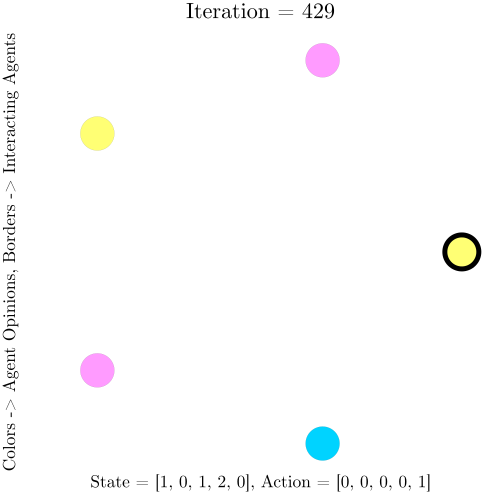 Iteration = 429
Colors -> Agent Opinions, Borders -> Interacting Agents
State = [1, 0, 1, 2, 0], Action = [0, 0, 0, 0, 1]